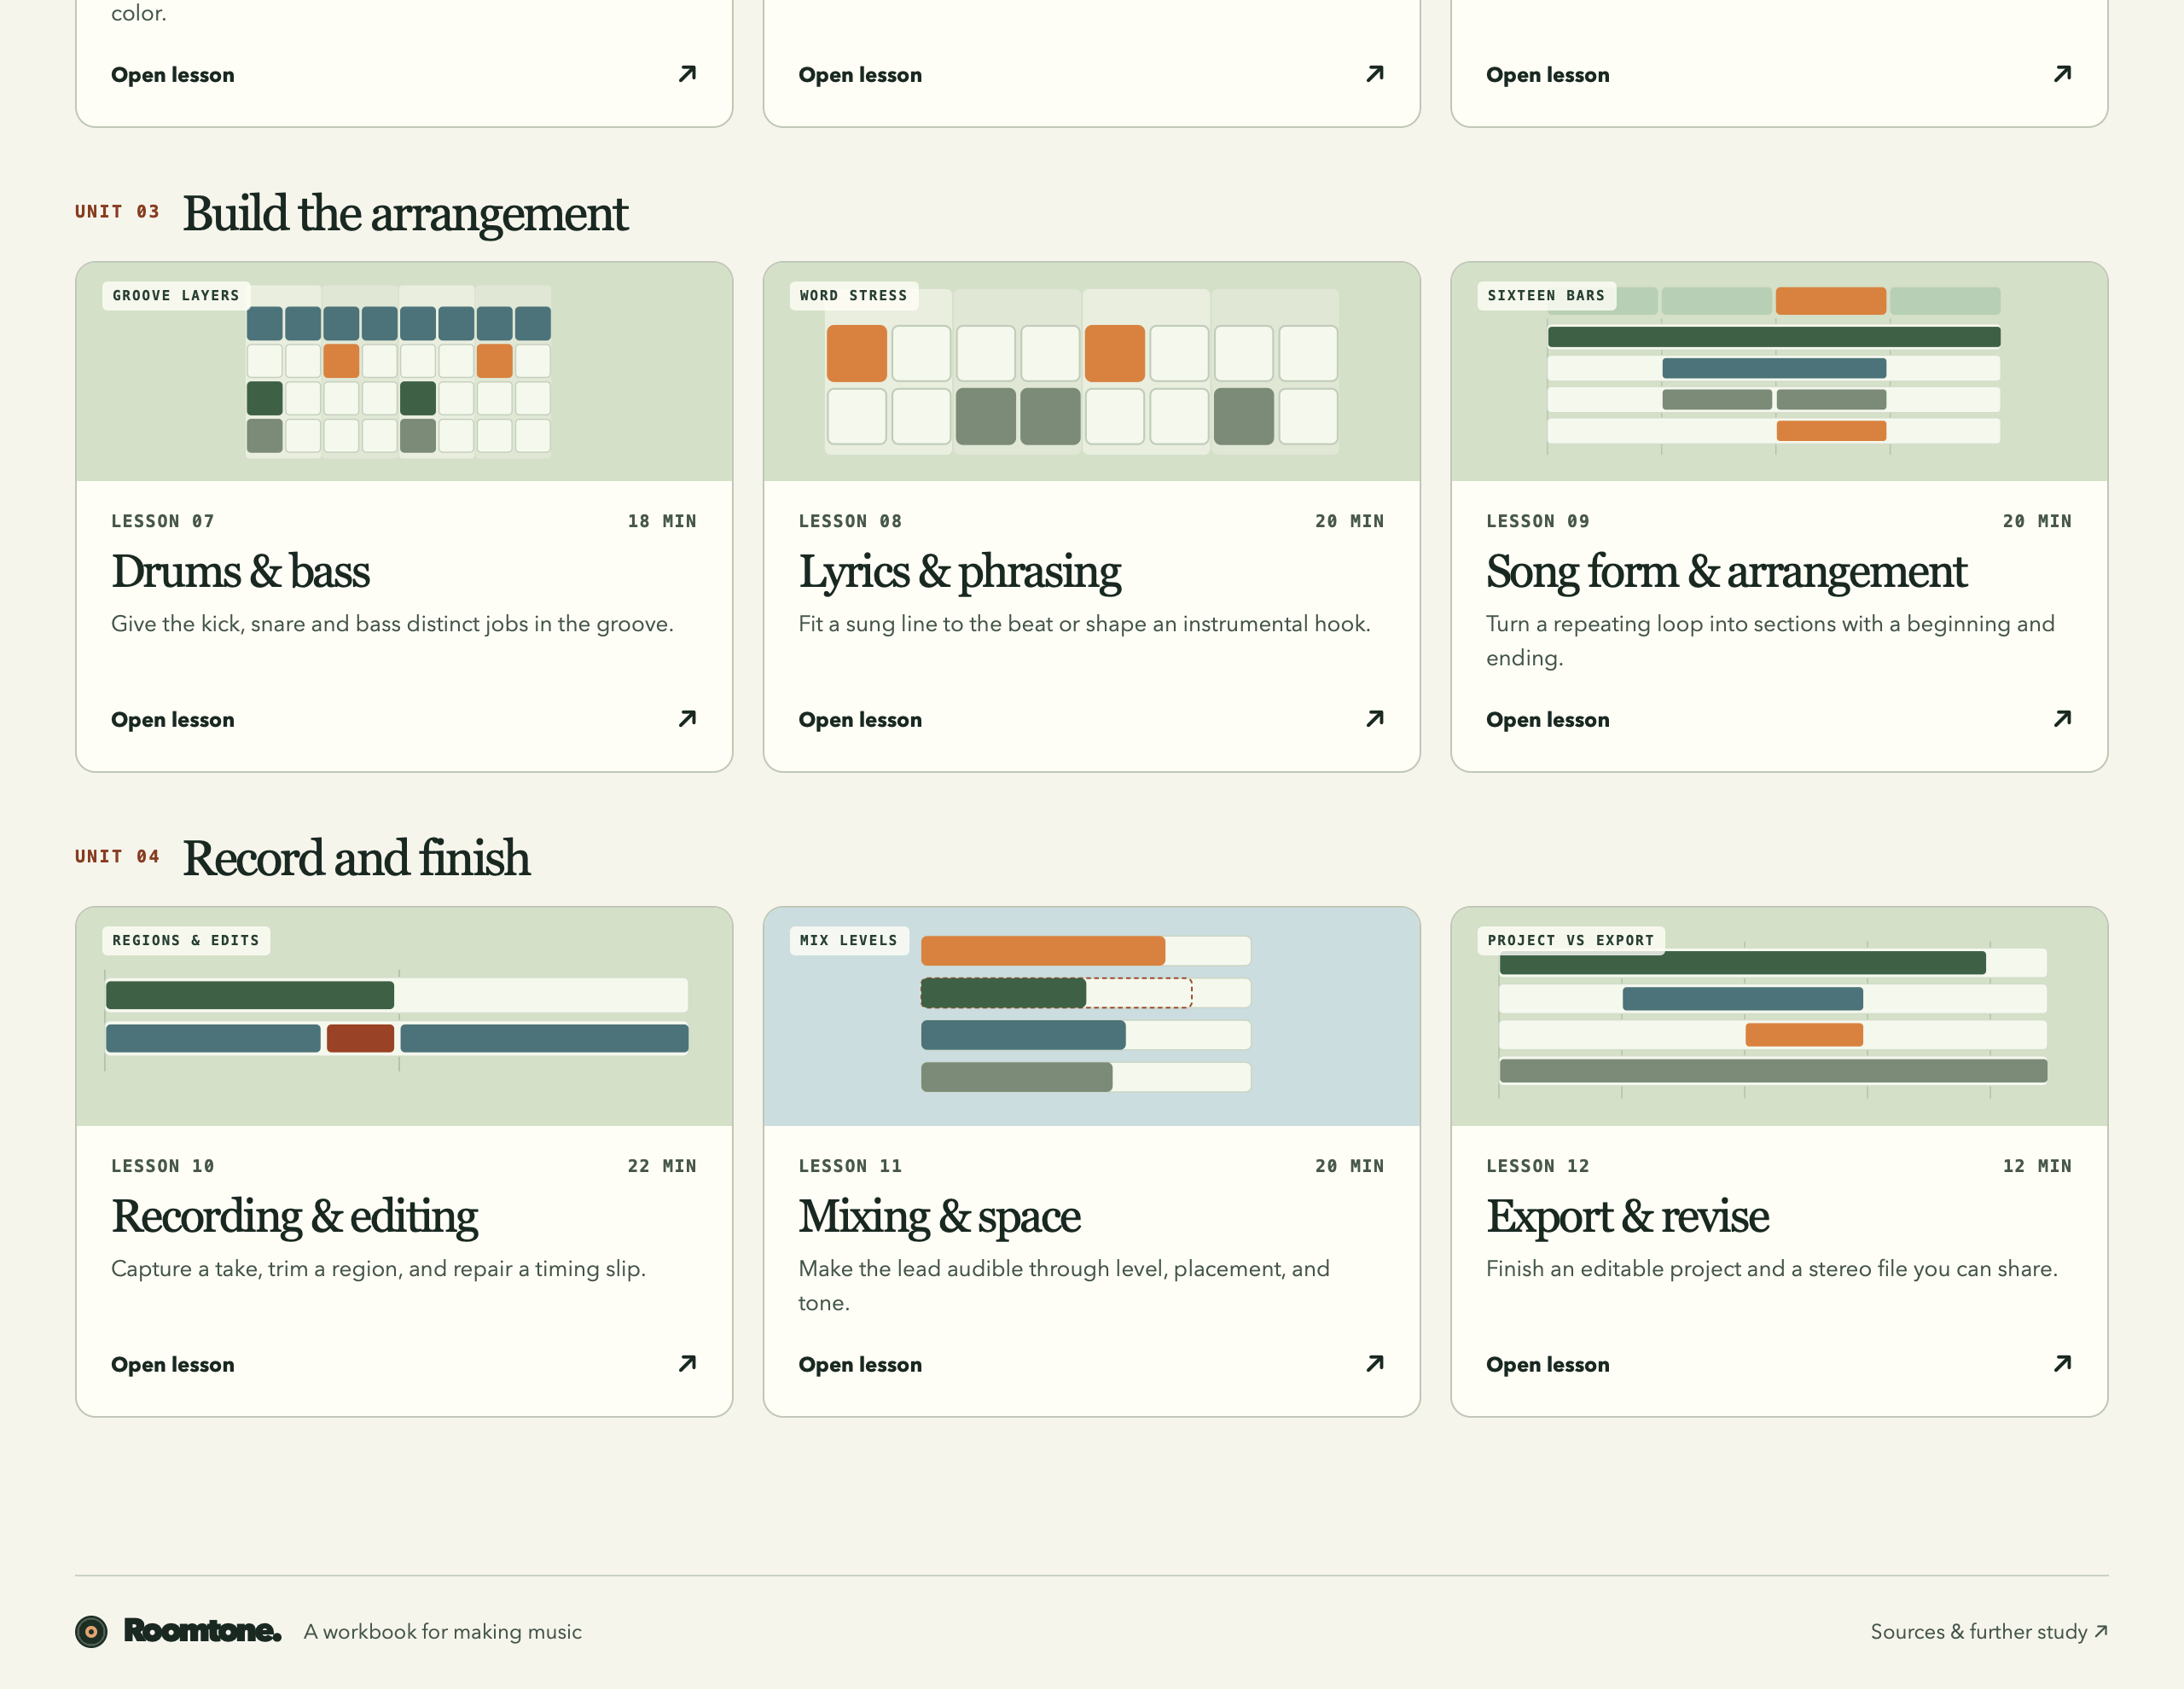 color.
Open lesson
Open lesson
Open lesson
UNIT 03 Build the arrangement
GROOVE LAYERS
LESSON 07 18 MIN
Drums & bass
Give the kick, snare and bass distinct jobs in the groove.
Open lesson
WORD STRESS
LESSON 08 20 MIN
Lyrics & phrasing
Fit a sung line to the beat or shape an instrumental hook.
Open lesson
SIXTEEN BARS
LESSON 09 20 MIN
Song form & arrangement
Turn a repeating loop into sections with a beginning and
ending.
Open lesson
UNIT 04 Record and finish
REGIONS & EDITS
LESSON 10 22 MIN
Recording & editing
Capture a take, trim a region, and repair a timing slip.
Open lesson
MIX LEVELS
LESSON 11 20 MIN
Mixing & space
Make the lead audible through level, placement, and
tone.
Open lesson
PROJECT VS EXPORT
LESSON 12 12 MIN
Export & revise
Finish an editable project and a stereo file you can share.
Open lesson
Roomtone. A workbook for making music
Sources & further study